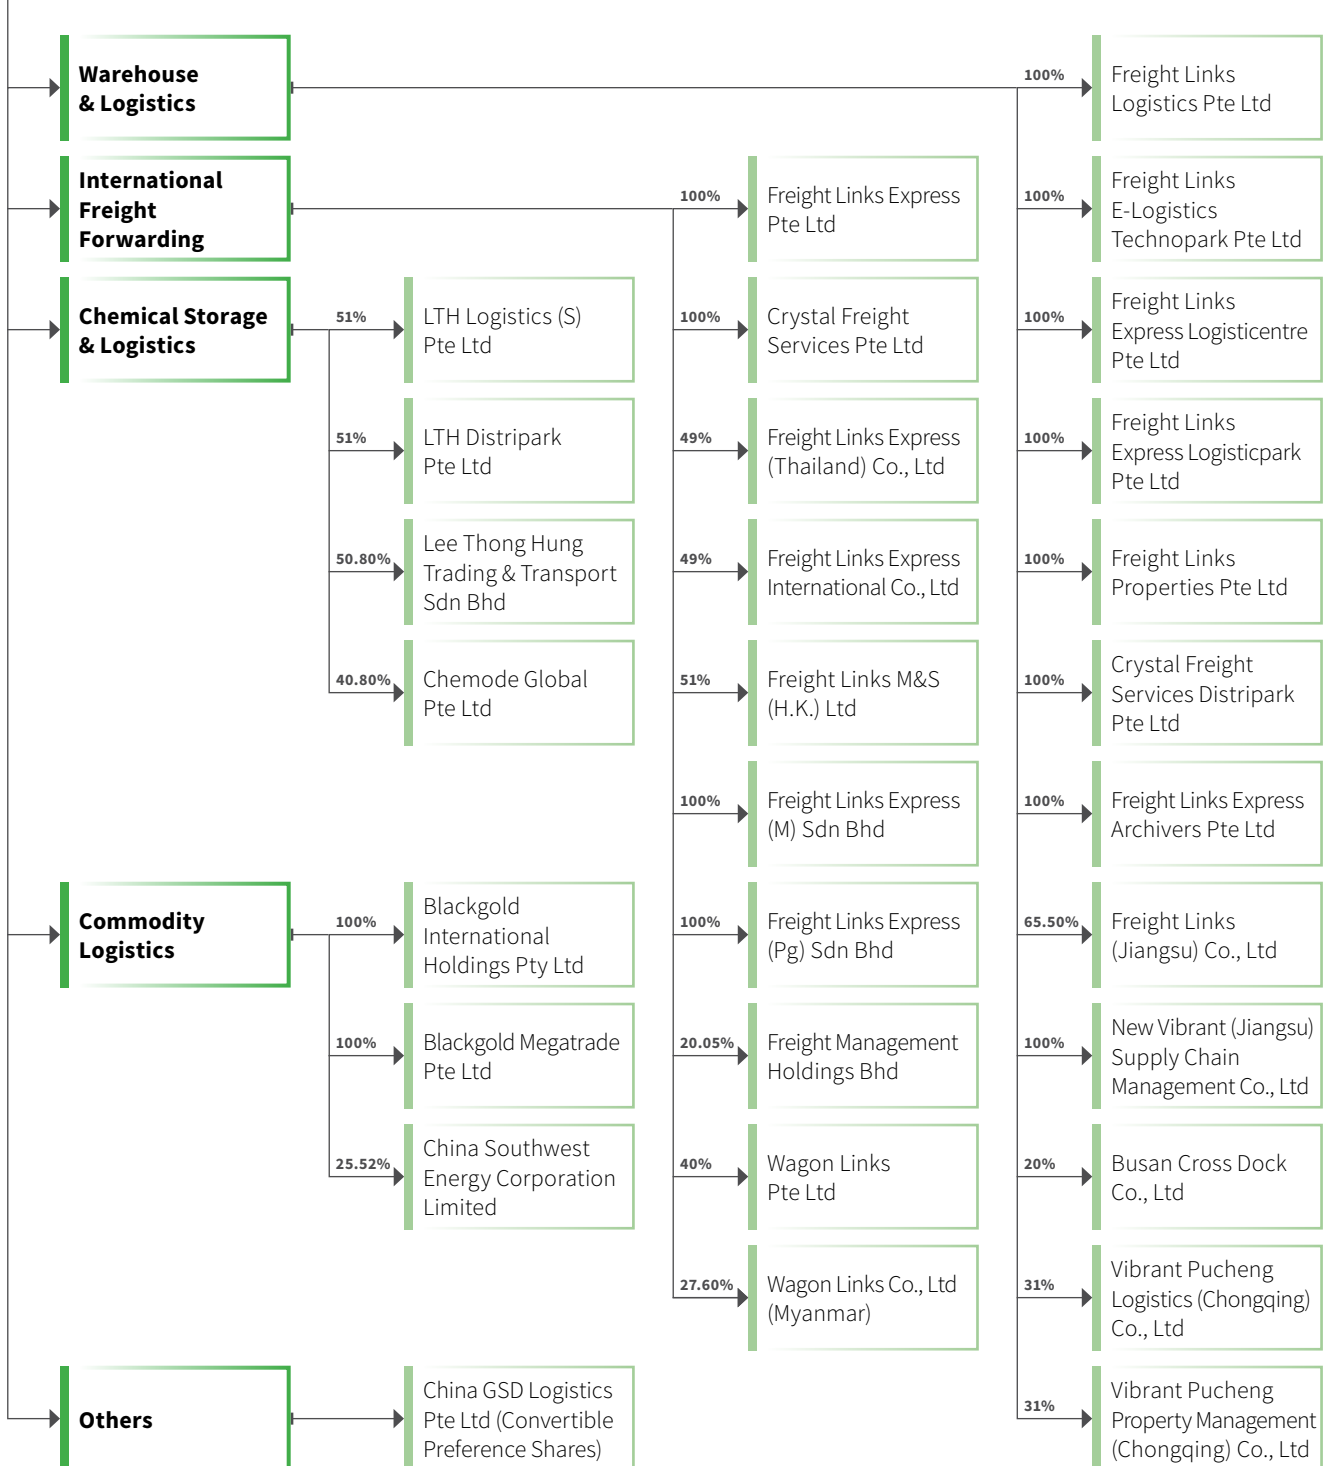 Warehouse
& Logistics
100%
Freight Links
Logistics Pte Ltd
International
Freight
Forwarding
100%
Freight Links Express
Pte Ltd
100%
Freight Links
E-Logistics
Technopark Pte Ltd
Chemical Storage
& Logistics
51%
LTH Logistics (S)
Pte Ltd
100%
Crystal Freight
Services Pte Ltd
100%
Freight Links
Express Logisticentre
Pte Ltd
51%
LTH Distripark
Pte Ltd
49%
Freight Links Express
(Thailand) Co., Ltd
100%
Freight Links
Express Logisticpark
Pte Ltd
50.80%
Lee Thong Hung
Trading & Transport
Sdn Bhd
49%
Freight Links Express
International Co., Ltd
100%
Freight Links
Properties Pte Ltd
40.80%
Chemode Global
Pte Ltd
51%
Freight Links M&S
(H.K.) Ltd
100%
Crystal Freight
Services Distripark
Pte Ltd
100%
Freight Links Express
(M) Sdn Bhd
100%
Freight Links Express
Archivers Pte Ltd
Commodity
Logistics
100%
Blackgold
International
Holdings Pty Ltd
100%
Freight Links Express
(Pg) Sdn Bhd
65.50%
Freight Links
(Jiangsu) Co., Ltd
100%
Blackgold Megatrade
Pte Ltd
20.05%
Freight Management
Holdings Bhd
100%
New Vibrant (Jiangsu)
Supply Chain
Management Co., Ltd
25.52%
China Southwest
Energy Corporation
Limited
40%
Wagon Links
Pte Ltd
20%
Busan Cross Dock
Co., Ltd
27.60%
Wagon Links Co., Ltd
(Myanmar)
31%
Vibrant Pucheng
Logistics (Chongqing)
Co., Ltd
Others
China GSD Logistics
Pte Ltd (Convertible
Preference Shares)
31%
Vibrant Pucheng
Property Management
(Chongqing) Co., Ltd